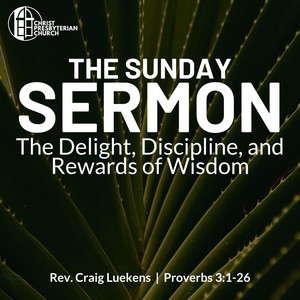 CHRIST
PRESBYTERIAN
CHURCH
THE SUNDAY
SERMON
The Delight, Discipline, and
Rewards of Wisdom
Rev. Craig Luekens | Proverbs 3:1-26